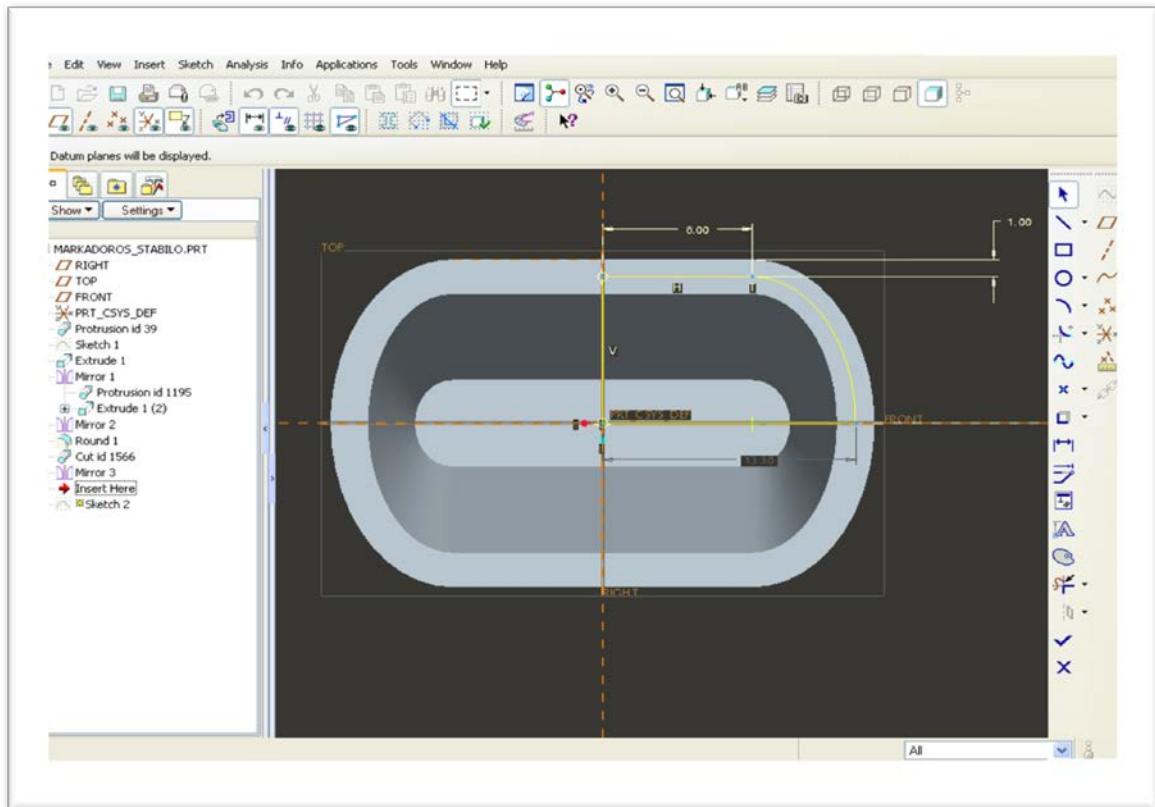 Edit View Insert Sketch Analysis Info Applications Tools Window Help
Datum planes will be displayed.
Show Settings
MARKADOROS_STABILO.PRT
RIGHT
TOP
FRONT
PRT_CSYS_DEF
Protrusion id 39
Sketch 1
Extrude 1
Mirror 1
Protrusion id 1195
Extrude 1 (2)
Mirror 2
Round 1
Cut id 1566
Mirror 3
Insert Here
Sketch 2
1.00
TOP
H
T
V
PRT_CSYS_DEF
FRONT
13.50
RIGHT
All